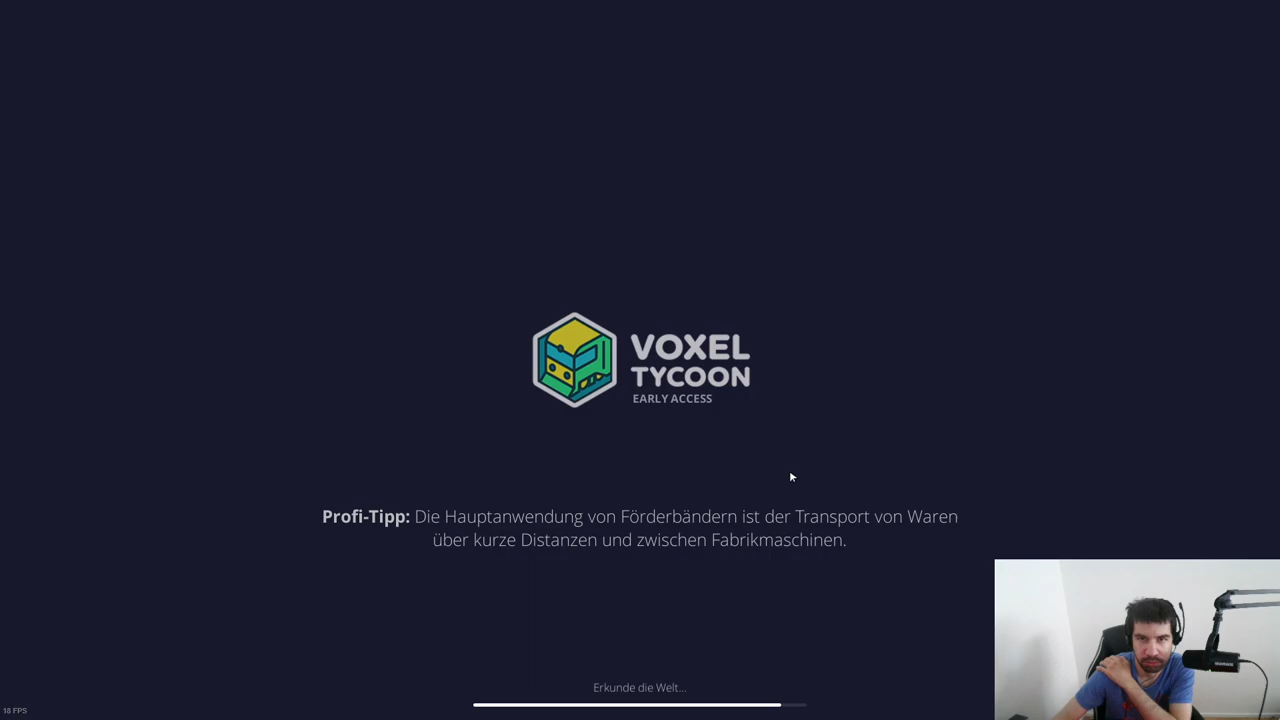 VOXEL
TYCOON
EARLY ACCESS
Profi-Tipp: Die Hauptanwendung von Förderbändern ist der Transport von Waren
über kurze Distanzen und zwischen Fabrikmaschinen.
Erkunde die Welt...
18 FPS